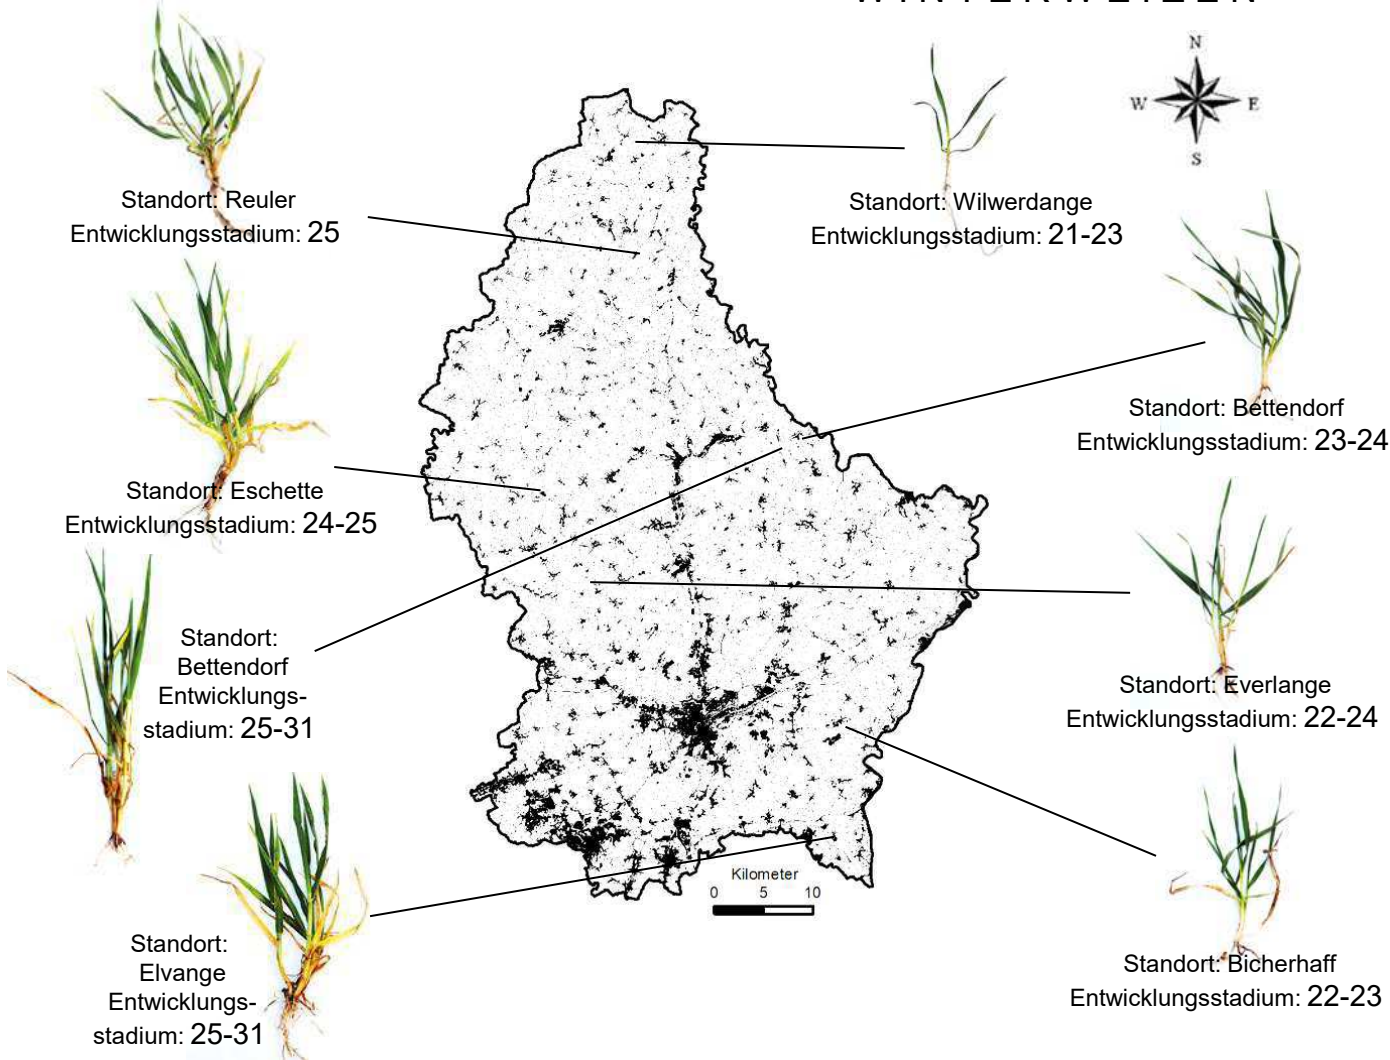 WINTERWEIZEN
N
W E
S
Standort: Reuler
Entwicklungsstadium: 25
Standort: Wilwerdange
Entwicklungsstadium: 21-23
Standort: Bettendorf
Entwicklungsstadium: 23-24
Standort: Eschette
Entwicklungsstadium: 24-25
Standort:
Bettendorf
Entwicklungs-
stadium: 25-31
Standort: Everlange
Entwicklungsstadium: 22-24
Kilometer
0 5 10
Standort:
Elvange
Entwicklungs-
stadium: 25-31
Standort: Bicherhaff
Entwicklungsstadium: 22-23